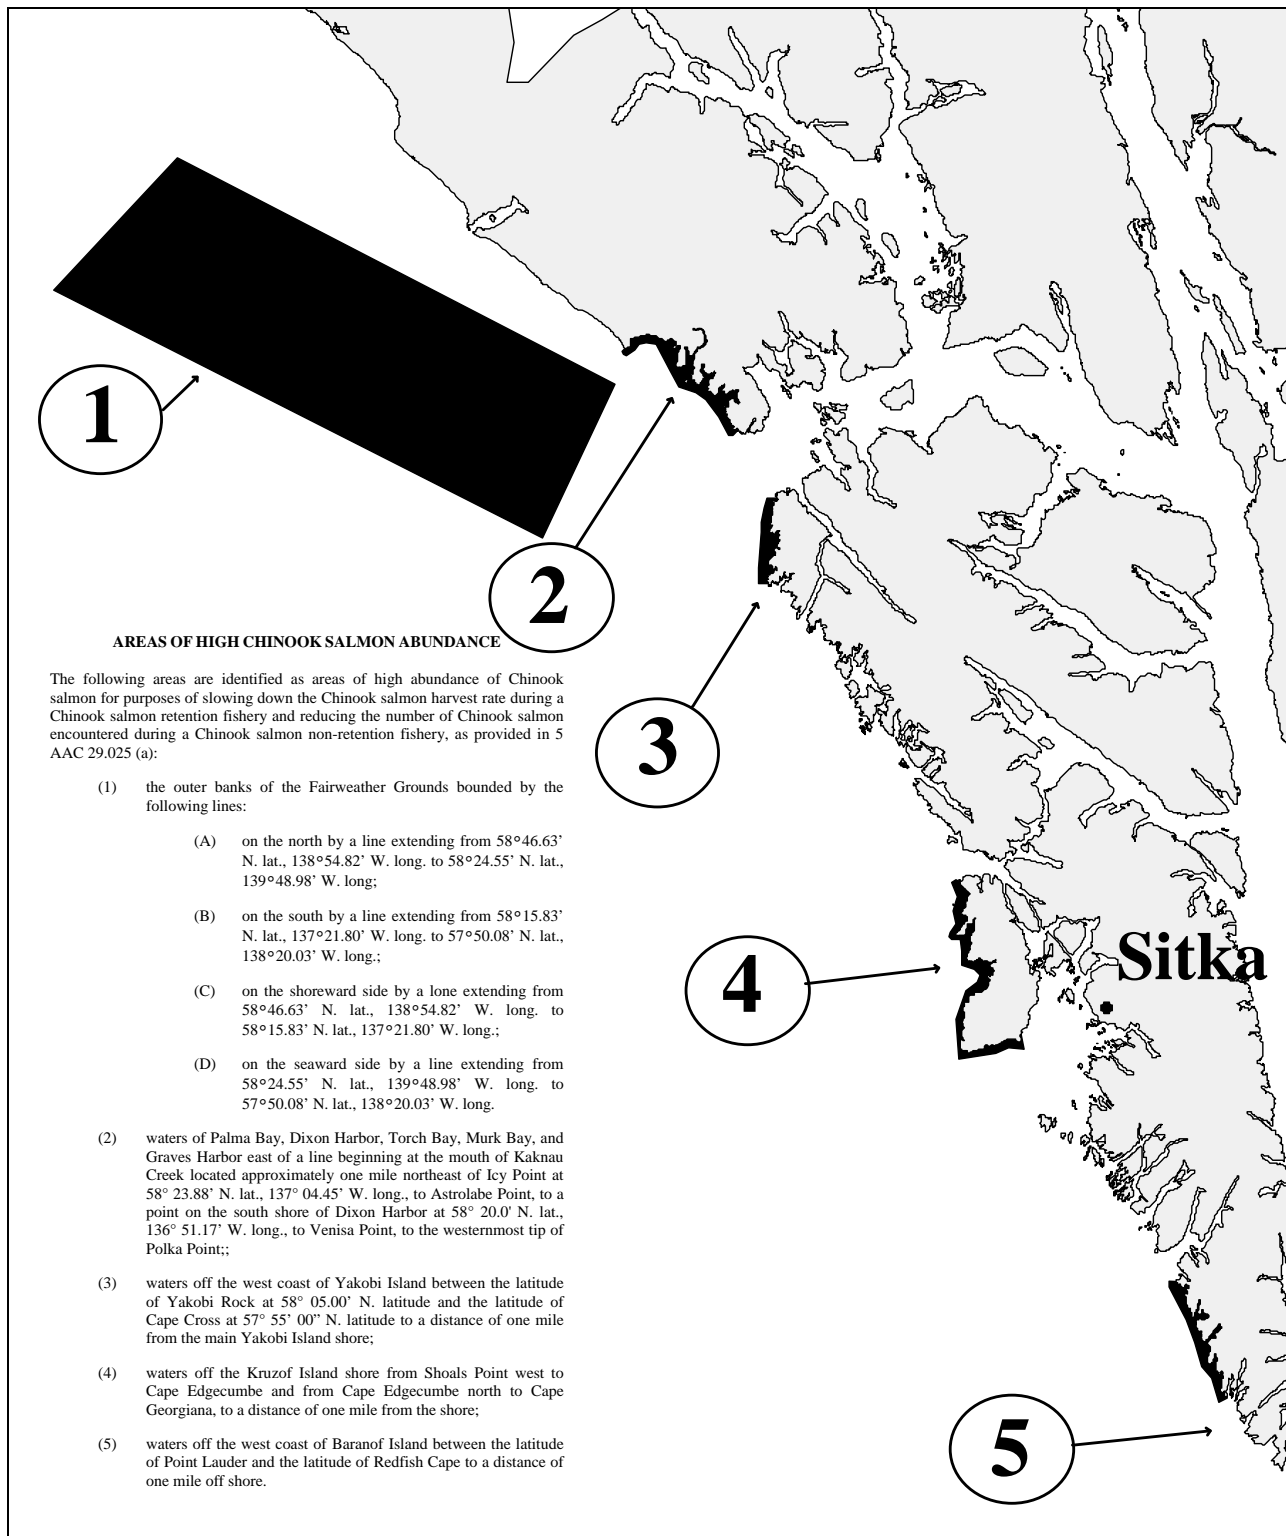 1
2
3
4
Sitka
5
AREAS OF HIGH CHINOOK SALMON ABUNDANCE
The following areas are identified as areas of high abundance of Chinook
salmon for purposes of slowing down the Chinook salmon harvest rate during a
Chinook salmon retention fishery and reducing the number of Chinook salmon
encountered during a Chinook salmon non-retention fishery, as provided in 5
AAC 29.025 (a):
(1) the outer banks of the Fairweather Grounds bounded by the
following lines:
(A) on the north by a line extending from 58°46.63’
N. lat., 138°54.82’ W. long. to 58°24.55’ N. lat.,
139°48.98’ W. long;
(B) on the south by a line extending from 58°15.83’
N. lat., 137°21.80’ W. long. to 57°50.08’ N. lat.,
138°20.03’ W. long.;
(C) on the shoreward side by a lone extending from
58°46.63’ N. lat., 138°54.82’ W. long. to
58°15.83’ N. lat., 137°21.80’ W. long.;
(D) on the seaward side by a line extending from
58°24.55’ N. lat., 139°48.98’ W. long. to
57°50.08’ N. lat., 138°20.03’ W. long.
(2) waters of Palma Bay, Dixon Harbor, Torch Bay, Murk Bay, and
Graves Harbor east of a line beginning at the mouth of Kaknau
Creek located approximately one mile northeast of Icy Point at
58° 23.88’ N. lat., 137° 04.45’ W. long., to Astrolabe Point, to a
point on the south shore of Dixon Harbor at 58° 20.0' N. lat.,
136° 51.17’ W. long., to Venisa Point, to the westernmost tip of
Polka Point;;
(3) waters off the west coast of Yakobi Island between the latitude
of Yakobi Rock at 58° 05.00’ N. latitude and the latitude of
Cape Cross at 57° 55’ 00” N. latitude to a distance of one mile
from the main Yakobi Island shore;
(4) waters off the Kruzof Island shore from Shoals Point west to
Cape Edgecumbe and from Cape Edgecumbe north to Cape
Georgiana, to a distance of one mile from the shore;
(5) waters off the west coast of Baranof Island between the latitude
of Point Lauder and the latitude of Redfish Cape to a distance of
one mile off shore.